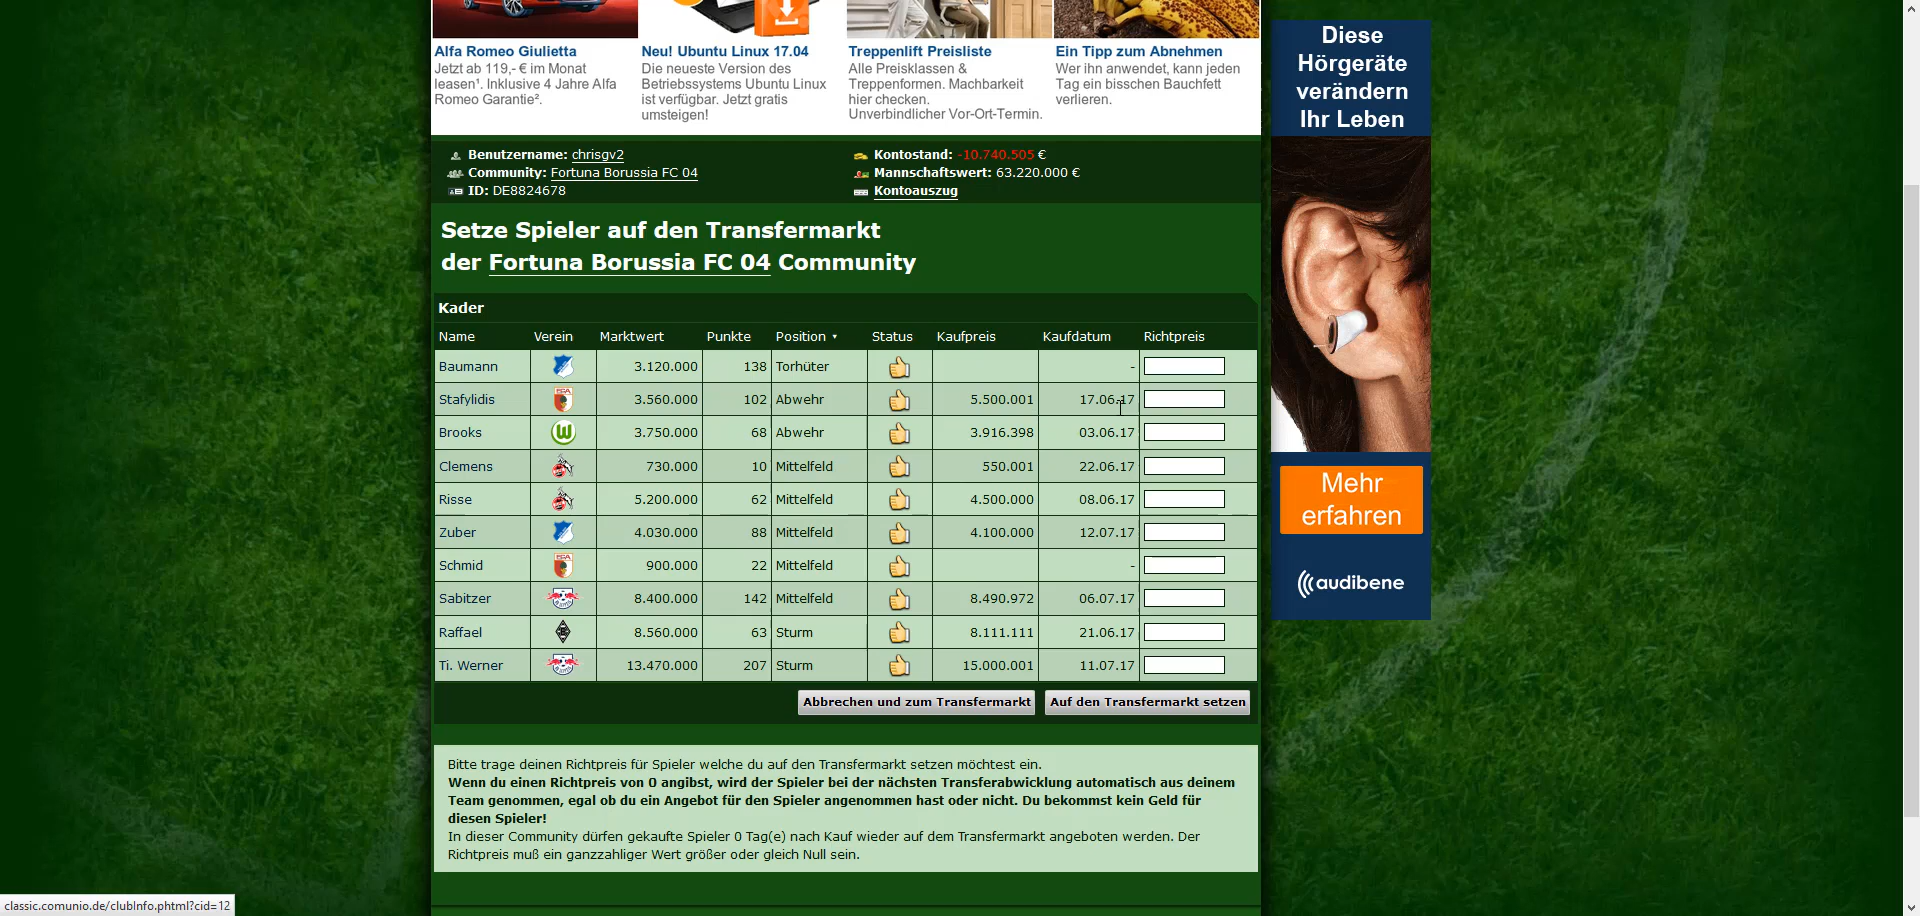 Alfa Romeo Giulietta
Jetzt ab 119,- € im Monat
leasen¹. Inklusive 4 Jahre Alfa
Romeo Garantie².
Neu! Ubuntu Linux 17.04
Die neueste Version des
Betriebssystems Ubuntu Linux
ist verfügbar. Jetzt gratis
umsteigen!
Treppenlift Preisliste
Alle Preisklassen &
Treppenformen. Machbarkeit
hier checken.
Unverbindlicher Vor-Ort-Termin.
Ein Tipp zum Abnehmen
Wer ihn anwendet, kann jeden
Tag ein bisschen Bauchfett
verlieren.
Diese
Hörgeräte
verändern
Ihr Leben
Mehr
erfahren
audibene
Benutzername: chrisgv2
Community: Fortuna Borussia FC 04
ID: DE8824678
Kontostand: -10.740.505 €
Mannschaftswert: 63.220.000 €
Kontoauszug
Setze Spieler auf den Transfermarkt
der Fortuna Borussia FC 04 Community
Kader
Name Verein Marktwert Punkte Position ▾ Status Kaufpreis Kaufdatum Richtpreis
Baumann 3.120.000 138 Torhüter -
Stafylidis FCA 3.560.000 102 Abwehr 5.500.001 17.06.17
Brooks W 3.750.000 68 Abwehr 3.916.398 03.06.17
Clemens 730.000 10 Mittelfeld 550.001 22.06.17
Risse 5.200.000 62 Mittelfeld 4.500.000 08.06.17
Zuber 4.030.000 88 Mittelfeld 4.100.000 12.07.17
Schmid FCA 900.000 22 Mittelfeld -
Sabitzer 8.400.000 142 Mittelfeld 8.490.972 06.07.17
Raffael 8.560.000 63 Sturm 8.111.111 21.06.17
Ti. Werner 13.470.000 207 Sturm 15.000.001 11.07.17
Abbrechen und zum Transfermarkt Auf den Transfermarkt setzen
Bitte trage deinen Richtpreis für Spieler welche du auf den Transfermarkt setzen möchtest ein.
Wenn du einen Richtpreis von 0 angibst, wird der Spieler bei der nächsten Transferabwicklung automatisch aus deinem
Team genommen, egal ob du ein Angebot für den Spieler angenommen hast oder nicht. Du bekommst kein Geld für
diesen Spieler!
In dieser Community dürfen gekaufte Spieler 0 Tag(e) nach Kauf wieder auf dem Transfermarkt angeboten werden. Der
Richtpreis muß ein ganzzahliger Wert größer oder gleich Null sein.
classic.comunio.de/clubInfo.phtml?cid=12